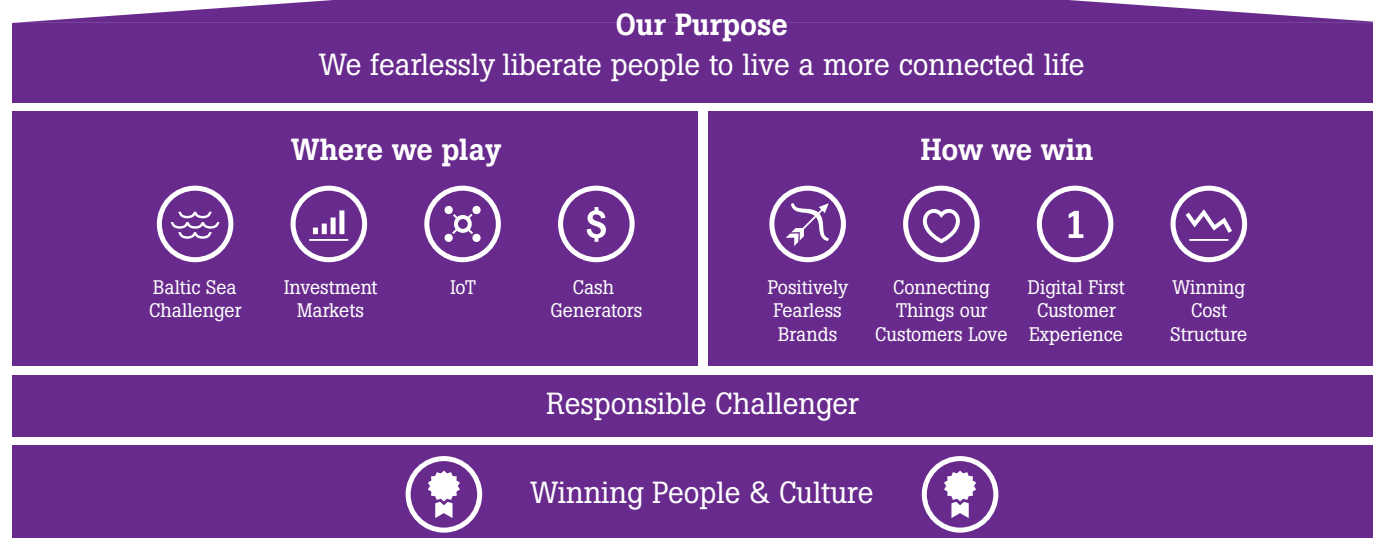 Our Purpose
We fearlessly liberate people to live a more connected life
Where we play
Baltic Sea
Challenger
Investment
Markets
IoT
$
Cash
Generators
How we win
Positively
Fearless
Brands
Connecting
Things our
Customers Love
1
Digital First
Customer
Experience
Winning
Cost
Structure
Responsible Challenger
Winning People & Culture